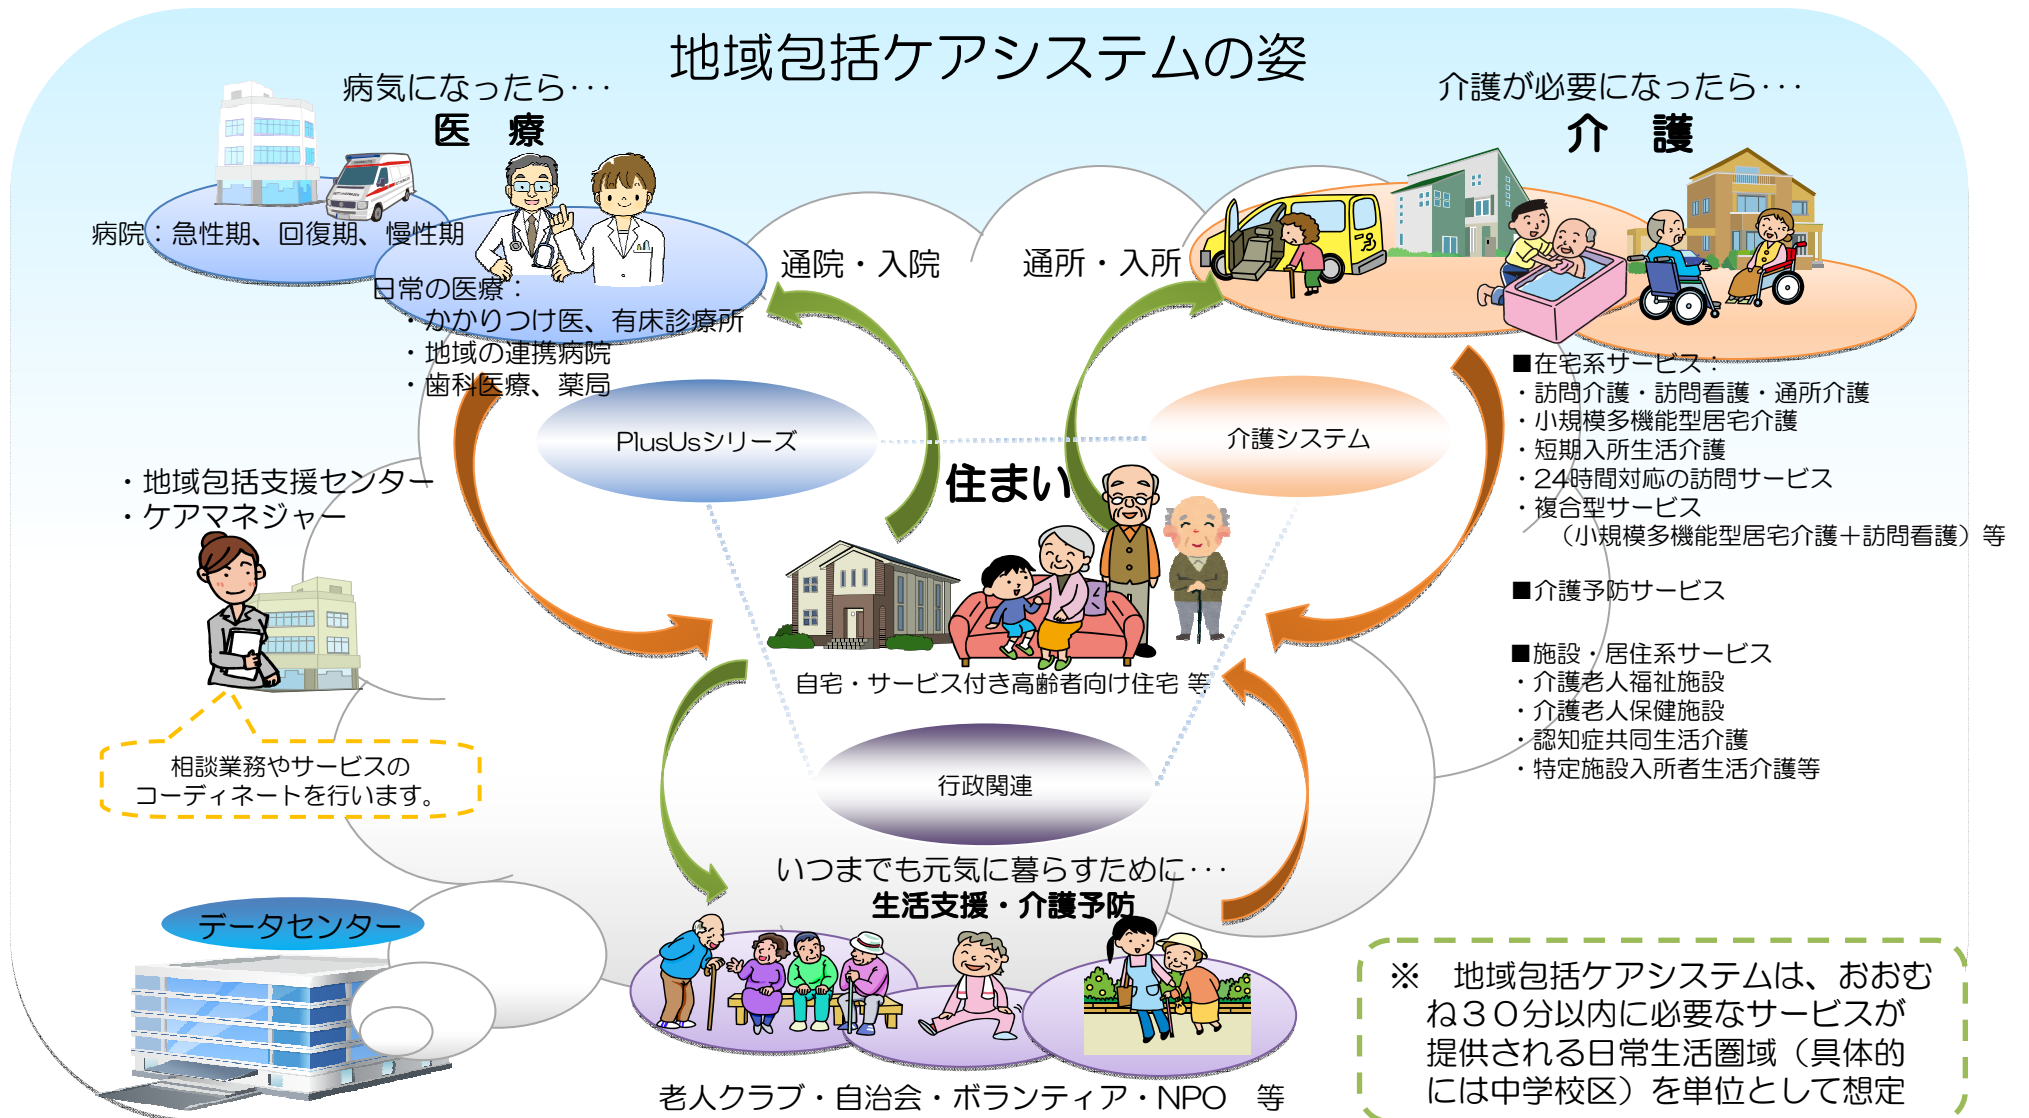 地域包括ケアシステムの姿
病気になったら･･･
医　療
介護が必要になったら･･･
介　護
病院：急性期、回復期、慢性期
日常の医療：
・かかりつけ医、有床診療所
・地域の連携病院
・歯科医療、薬局
通院・入院
通所・入所
PlusUsシリーズ
介護システム
住まい
自宅・サービス付き高齢者向け住宅 等
■在宅系サービス：
・訪問介護・訪問看護・通所介護
・小規模多機能型居宅介護
・短期入所生活介護
・24時間対応の訪問サービス
・複合型サービス
（小規模多機能型居宅介護＋訪問看護）等
■介護予防サービス
■施設・居住系サービス
・介護老人福祉施設
・介護老人保健施設
・認知症共同生活介護
・特定施設入所者生活介護等
・地域包括支援センター
・ケアマネジャー
相談業務やサービスの
コーディネートを行います。
行政関連
いつまでも元気に暮らすために･･･
生活支援・介護予防
老人クラブ・自治会・ボランティア・NPO　等
データセンター
※　地域包括ケアシステムは、おおむ
ね３０分以内に必要なサービスが
提供される日常生活圏域（具体的
には中学校区）を単位として想定